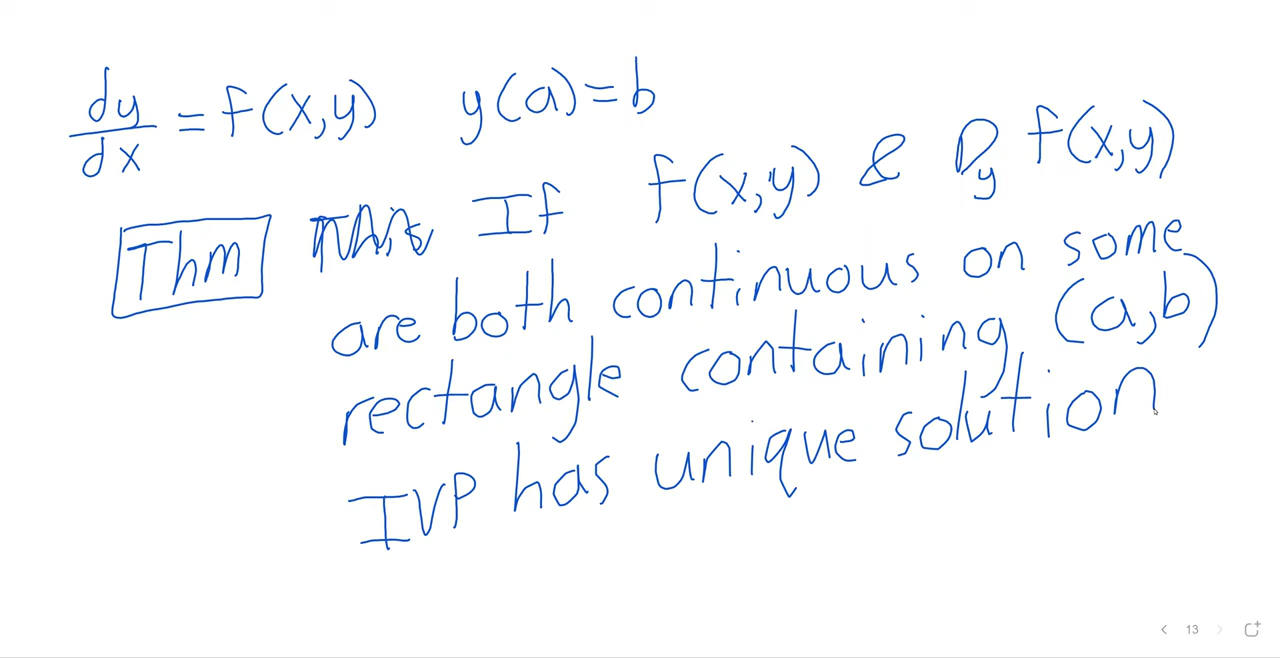 dy/dx = f(x,y) y(a)=b
Thm If f(x,y) & Dy f(x,y)
are both continuous on some
rectangle containing (a,b)
IVP has unique solution
< 13 >